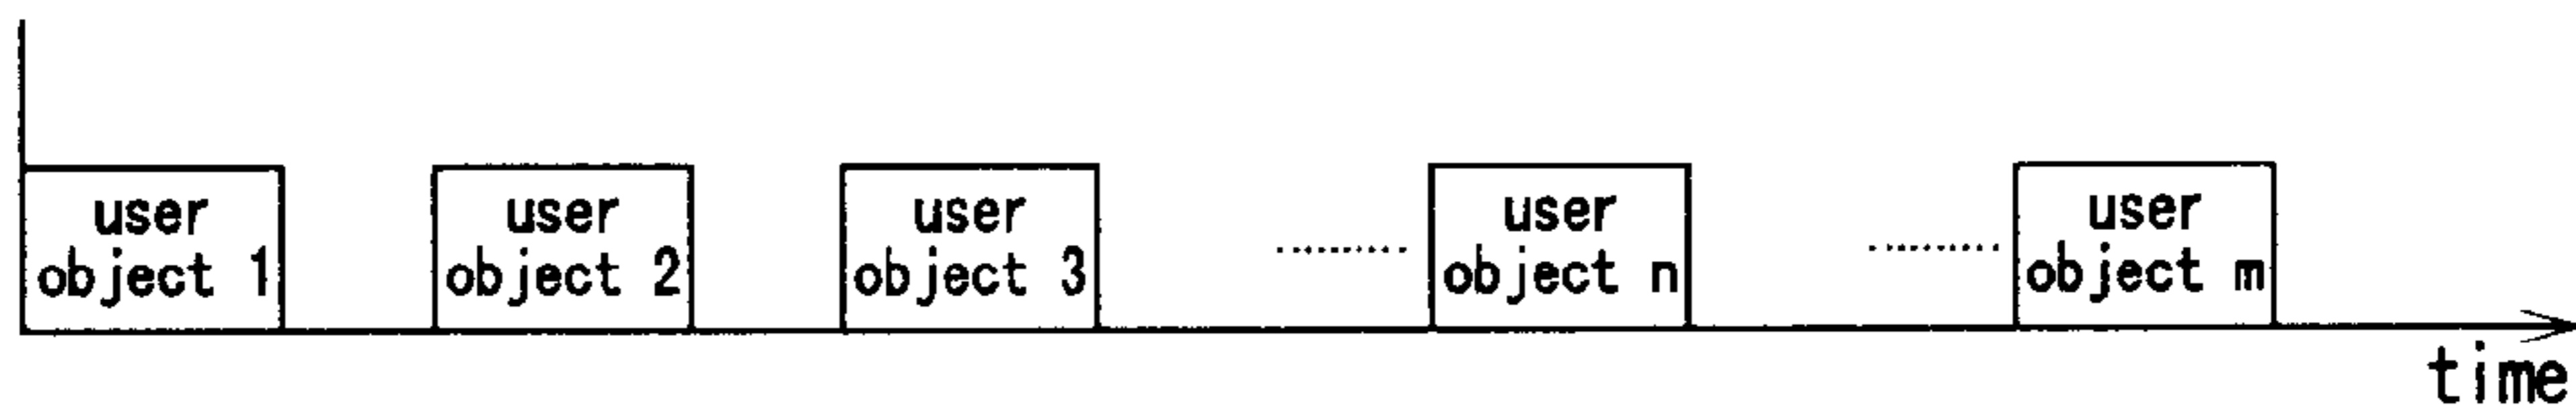 user
object 1
user
object 2
user
object 3
user
object n
user
object m
time